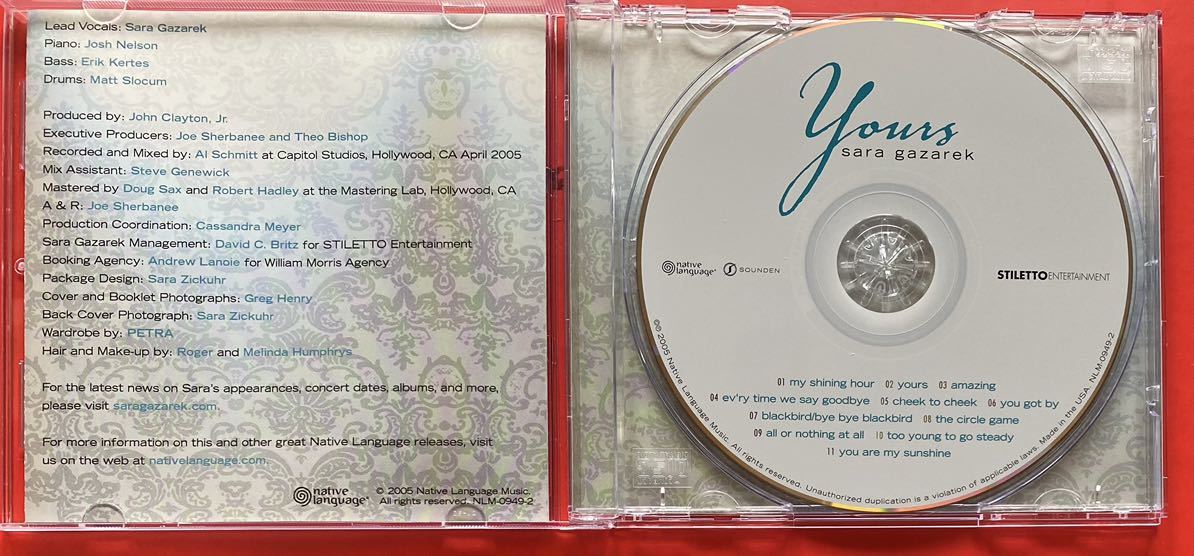 Lead Vocals: Sara Gazarek
Piano: Josh Nelson
Bass: Erik Kertes
Drums: Matt Slocum
Produced by: John Clayton, Jr.
Executive Producers: Joe Sherbanee and Theo Bishop
Recorded and Mixed by: Al Schmitt at Capitol Studios, Hollywood, CA April 2005
Mix Assistant: Steve Genewick
Mastered by Doug Sax and Robert Hadley at the Mastering Lab, Hollywood, CA
A & R: Joe Sherbanee
Production Coordination: Cassandra Meyer
Sara Gazarek Management: David C. Britz for STILETTO Entertainment
Booking Agency: Andrew Lanoie for William Morris Agency
Package Design: Sara Zickuhr
Cover and Booklet Photographs: Greg Henry
Back Cover Photograph: Sara Zickuhr
Wardrobe by: PETRA
Hair and Make-up by: Roger and Melinda Humphrys
For the latest news on Sara's appearances, concert dates, albums, and more,
please visit saragazarek.com.
For more information on this and other great Native Language releases, visit
us on the web at nativelanguage.com.
native
language®
© 2005 Native Language Music.
All rights reserved. NLM-0949-2
Yours
sara gazarek
native
language®
SOUNDEN
STILETTOENTERTAINMENT
01 my shining hour 02 yours 03 amazing
04 ev'ry time we say goodbye 05 cheek to cheek 06 you got by
07 blackbird/bye bye blackbird 08 the circle game
09 all or nothing at all 10 too young to go steady
11 you are my sunshine
℗© 2005 Native Language Music. All rights reserved. Unauthorized duplication is a violation of applicable laws. Made in the USA. NLM-0949-2